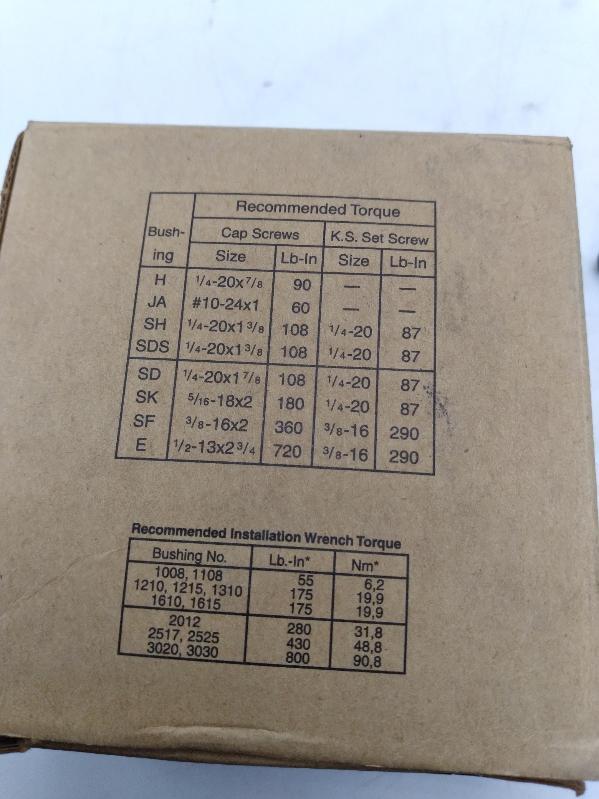 Recommended Torque
Bush-ing Cap Screws K.S. Set Screw
Size Lb-In Size Lb-In
H 1/4-20x7/8 90 — —
JA #10-24x1 60 — —
SH 1/4-20x1 3/8 108 1/4-20 87
SDS 1/4-20x1 3/8 108 1/4-20 87
SD 1/4-20x1 7/8 108 1/4-20 87
SK 5/16-18x2 180 1/4-20 87
SF 3/8-16x2 360 3/8-16 290
E 1/2-13x2 3/4 720 3/8-16 290
Recommended Installation Wrench Torque
Bushing No. Lb.-In* Nm*
1008, 1108 55 6,2
1210, 1215, 1310 175 19,9
1610, 1615 175 19,9
2012 280 31,8
2517, 2525 430 48,8
3020, 3030 800 90,8